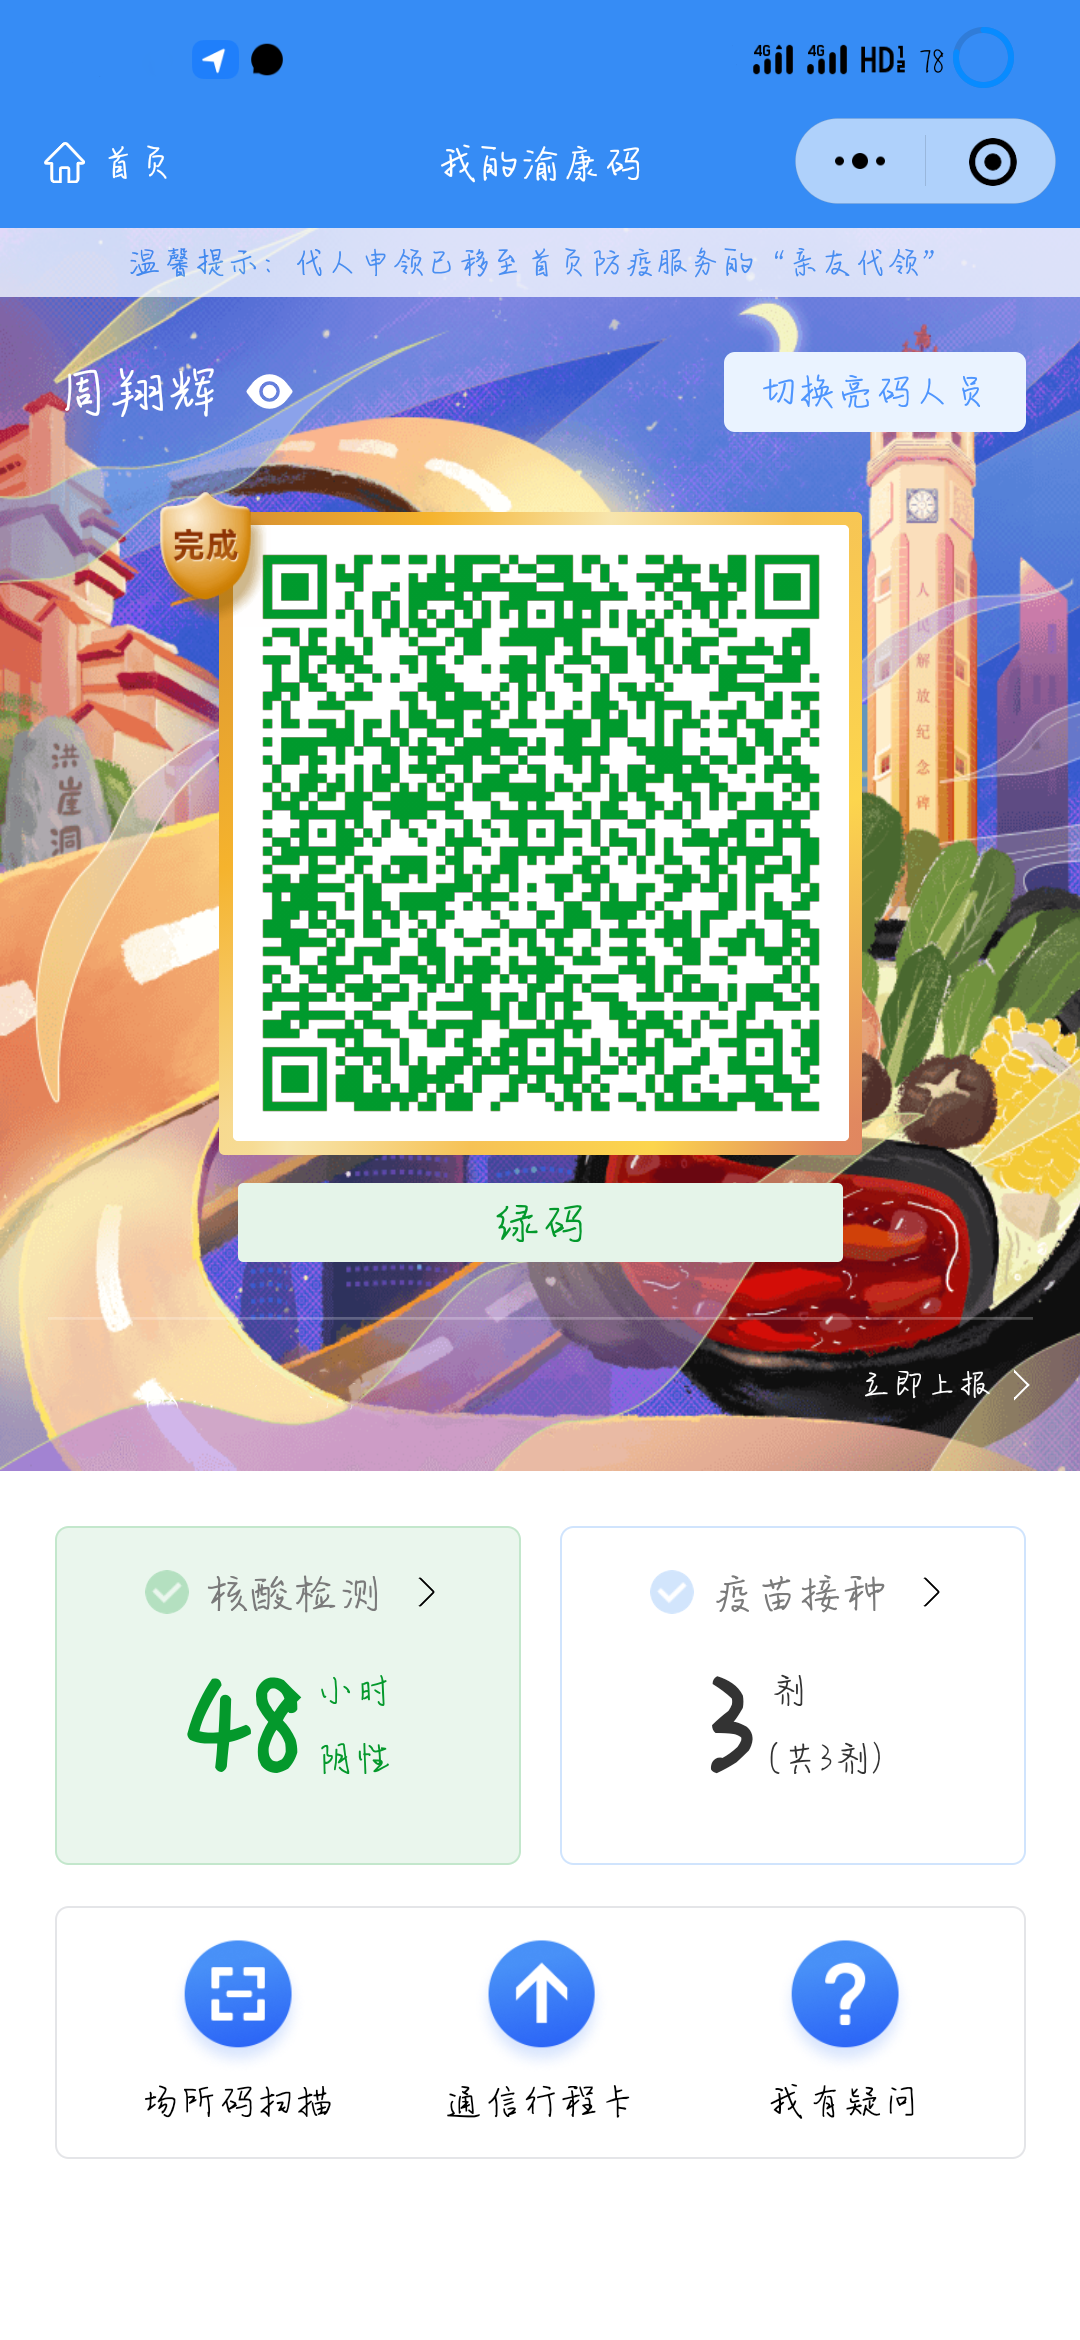 4G 4G HD 1 2 78
首页
我的渝康码
温馨提示：代人申领已移至首页防疫服务的“亲友代领”
周翔辉
切换亮码人员
完成
人民解放纪念碑
洪崖洞
绿码
立即上报
核酸检测
疫苗接种
48 小时
阴性
3 剂
(共3剂)
场所码扫描
通信行程卡
我有疑问